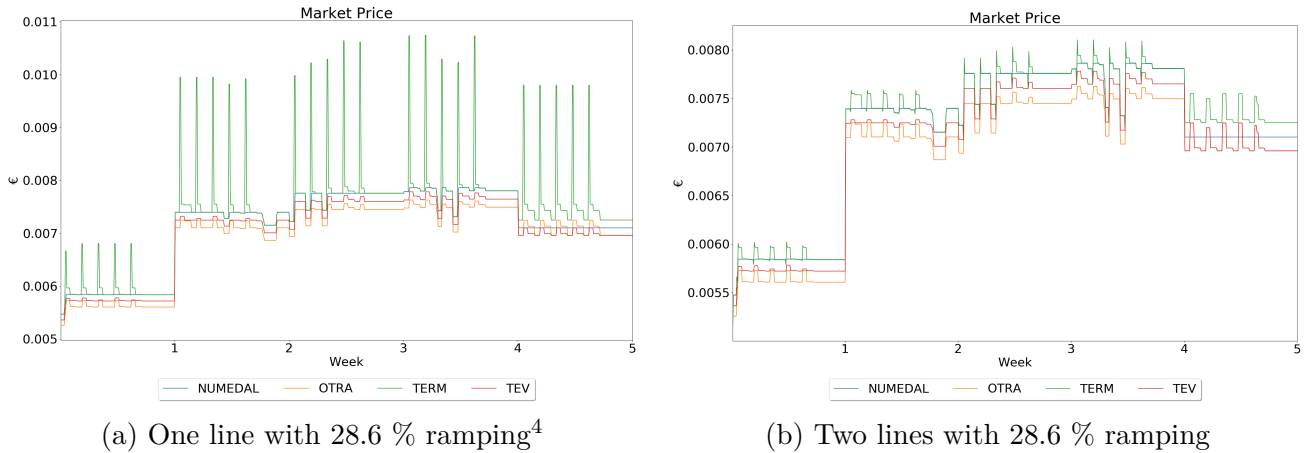 Market Price
0.011
0.010
0.009
0.008
0.007
0.006
0.005
€
1
2
3
4
5
Week
NUMEDAL
OTRA
TERM
TEV
(a) One line with 28.6 % ramping⁴
Market Price
0.0080
0.0075
0.0070
0.0065
0.0060
0.0055
€
1
2
3
4
5
Week
NUMEDAL
OTRA
TERM
TEV
(b) Two lines with 28.6 % ramping